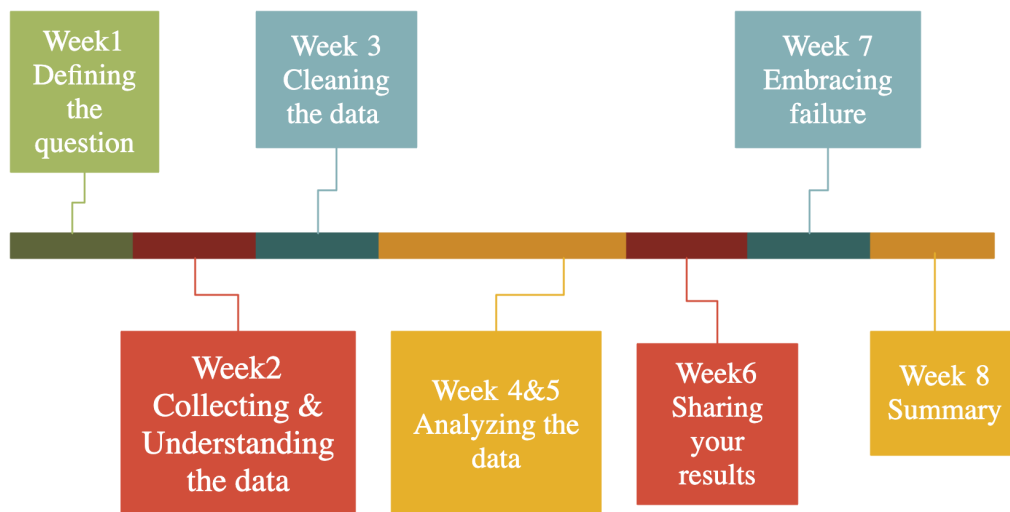 Week1
Defining
the
question
Week2
Collecting &
Understanding
the data
Week 3
Cleaning
the data
Week 4&5
Analyzing the
data
Week6
Sharing
your
results
Week 7
Embracing
failure
Week 8
Summary